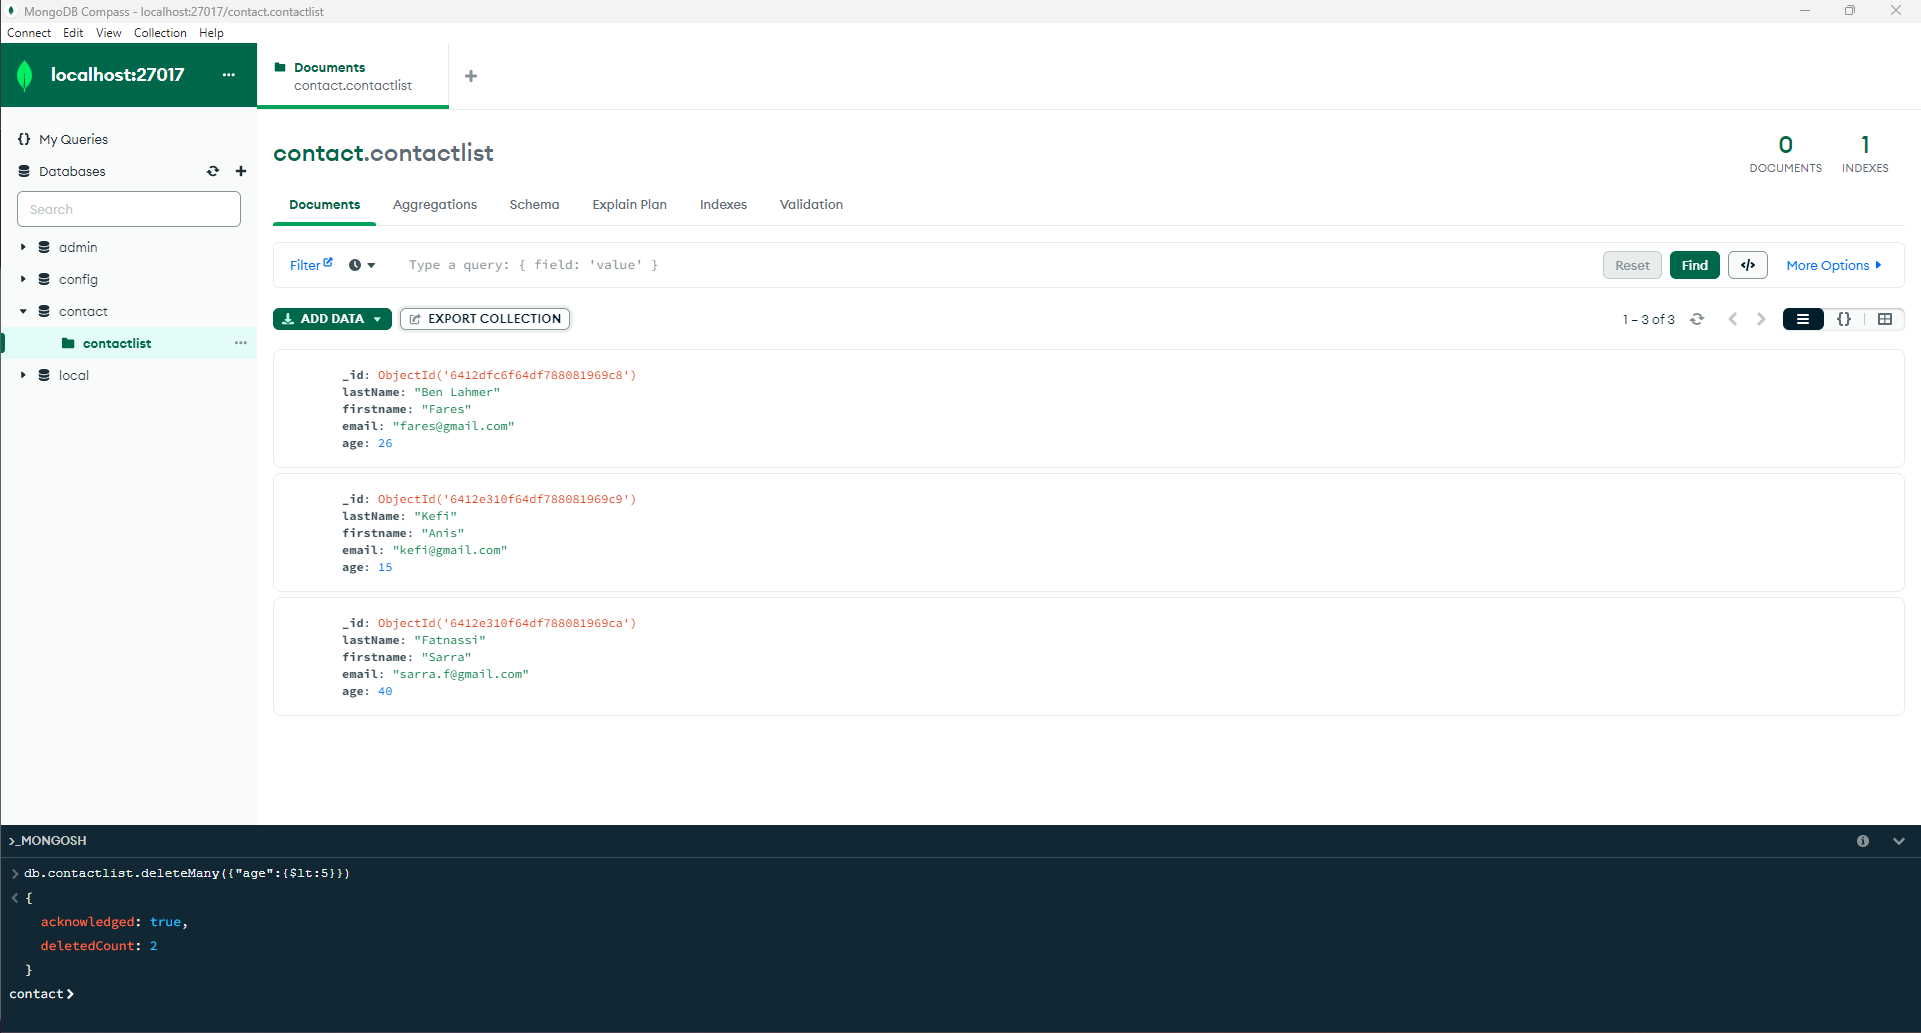 MongoDB Compass - localhost:27017/contact.contactlist
Connect Edit View Collection Help
localhost:27017 ...
Documents
contact.contactlist
+
{} My Queries
Databases
Search
admin
config
contact
contactlist ...
local
contact.contactlist
0
DOCUMENTS
1
INDEXES
Documents Aggregations Schema Explain Plan Indexes Validation
Filter Type a query: { field: 'value' } Reset Find </> More Options
ADD DATA EXPORT COLLECTION 1 – 3 of 3 {}
_id: ObjectId('6412dfc6f64df788081969c8')
lastName: "Ben Lahmer"
firstname: "Fares"
email: "fares@gmail.com"
age: 26
_id: ObjectId('6412e310f64df788081969c9')
lastName: "Kefi"
firstname: "Anis"
email: "kefi@gmail.com"
age: 15
_id: ObjectId('6412e310f64df788081969ca')
lastName: "Fatnassi"
firstname: "Sarra"
email: "sarra.f@gmail.com"
age: 40
>_MONGOSH
> db.contactlist.deleteMany({"age":{$lt:5}})
< {
acknowledged: true,
deletedCount: 2
}
contact>